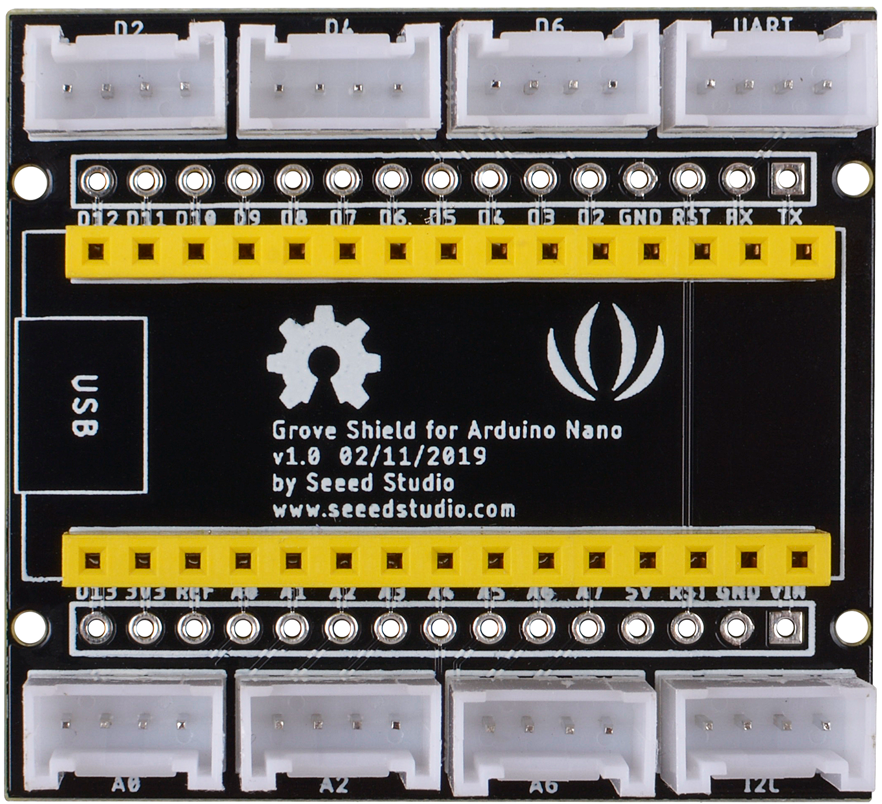 D2 D4 D6 UART
D12 D11 D10 D9 D8 D7 D6 D5 D4 D3 D2 GND RST RX TX
USB
Grove Shield for Arduino Nano
v1.0 02/11/2019
by Seeed Studio
www.seeedstudio.com
D13 3V3 REF A0 A1 A2 A3 A4 A5 A6 A7 5V RST GND VIN
A0 A2 A6 I2C